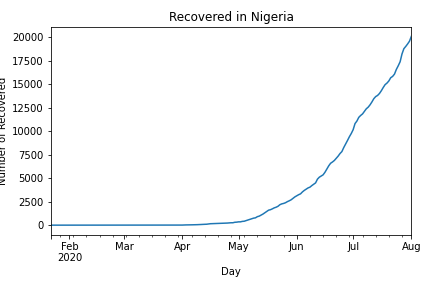 Recovered in Nigeria
20000
17500
15000
12500
10000
7500
5000
2500
0
Number of Recovered
Feb
2020
Mar
Apr
May
Jun
Jul
Aug
Day